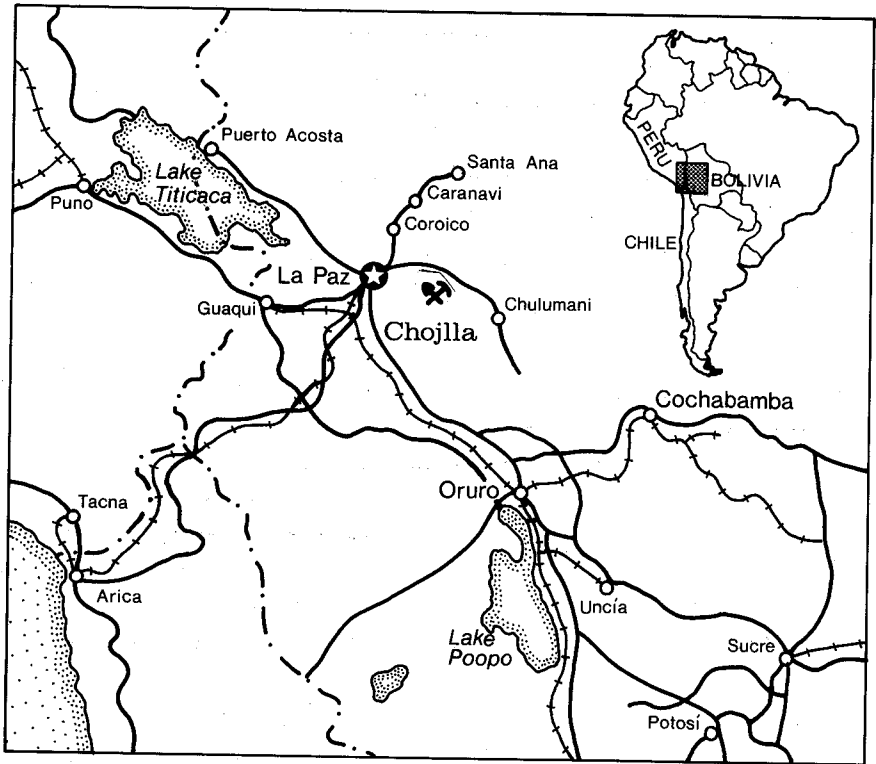 Puerto Acosta
Lake
Titicaca
Puno
Santa Ana
Caranavi
Coroico
La Paz
Guaqui
Chojlla
Chulumani
PERU
BOLIVIA
CHILE
Cochabamba
Oruro
Tacna
Arica
Uncía
Lake
Poopo
Sucre
Potosí